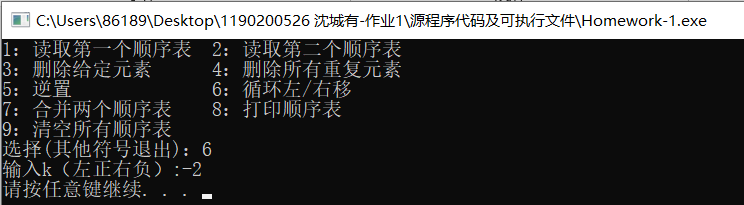 C:\Users\86189\Desktop\1190200526 沈城有-作业1\源程序代码及可执行文件\Homework-1.exe
1: 读取第一个顺序表 2: 读取第二个顺序表
3: 删除给定元素 4: 删除所有重复元素
5: 逆置 6: 循环左/右移
7: 合并两个顺序表 8: 打印顺序表
9: 清空所有顺序表
选择(其他符号退出): 6
输入k（左正右负）:-2
请按任意键继续. . .